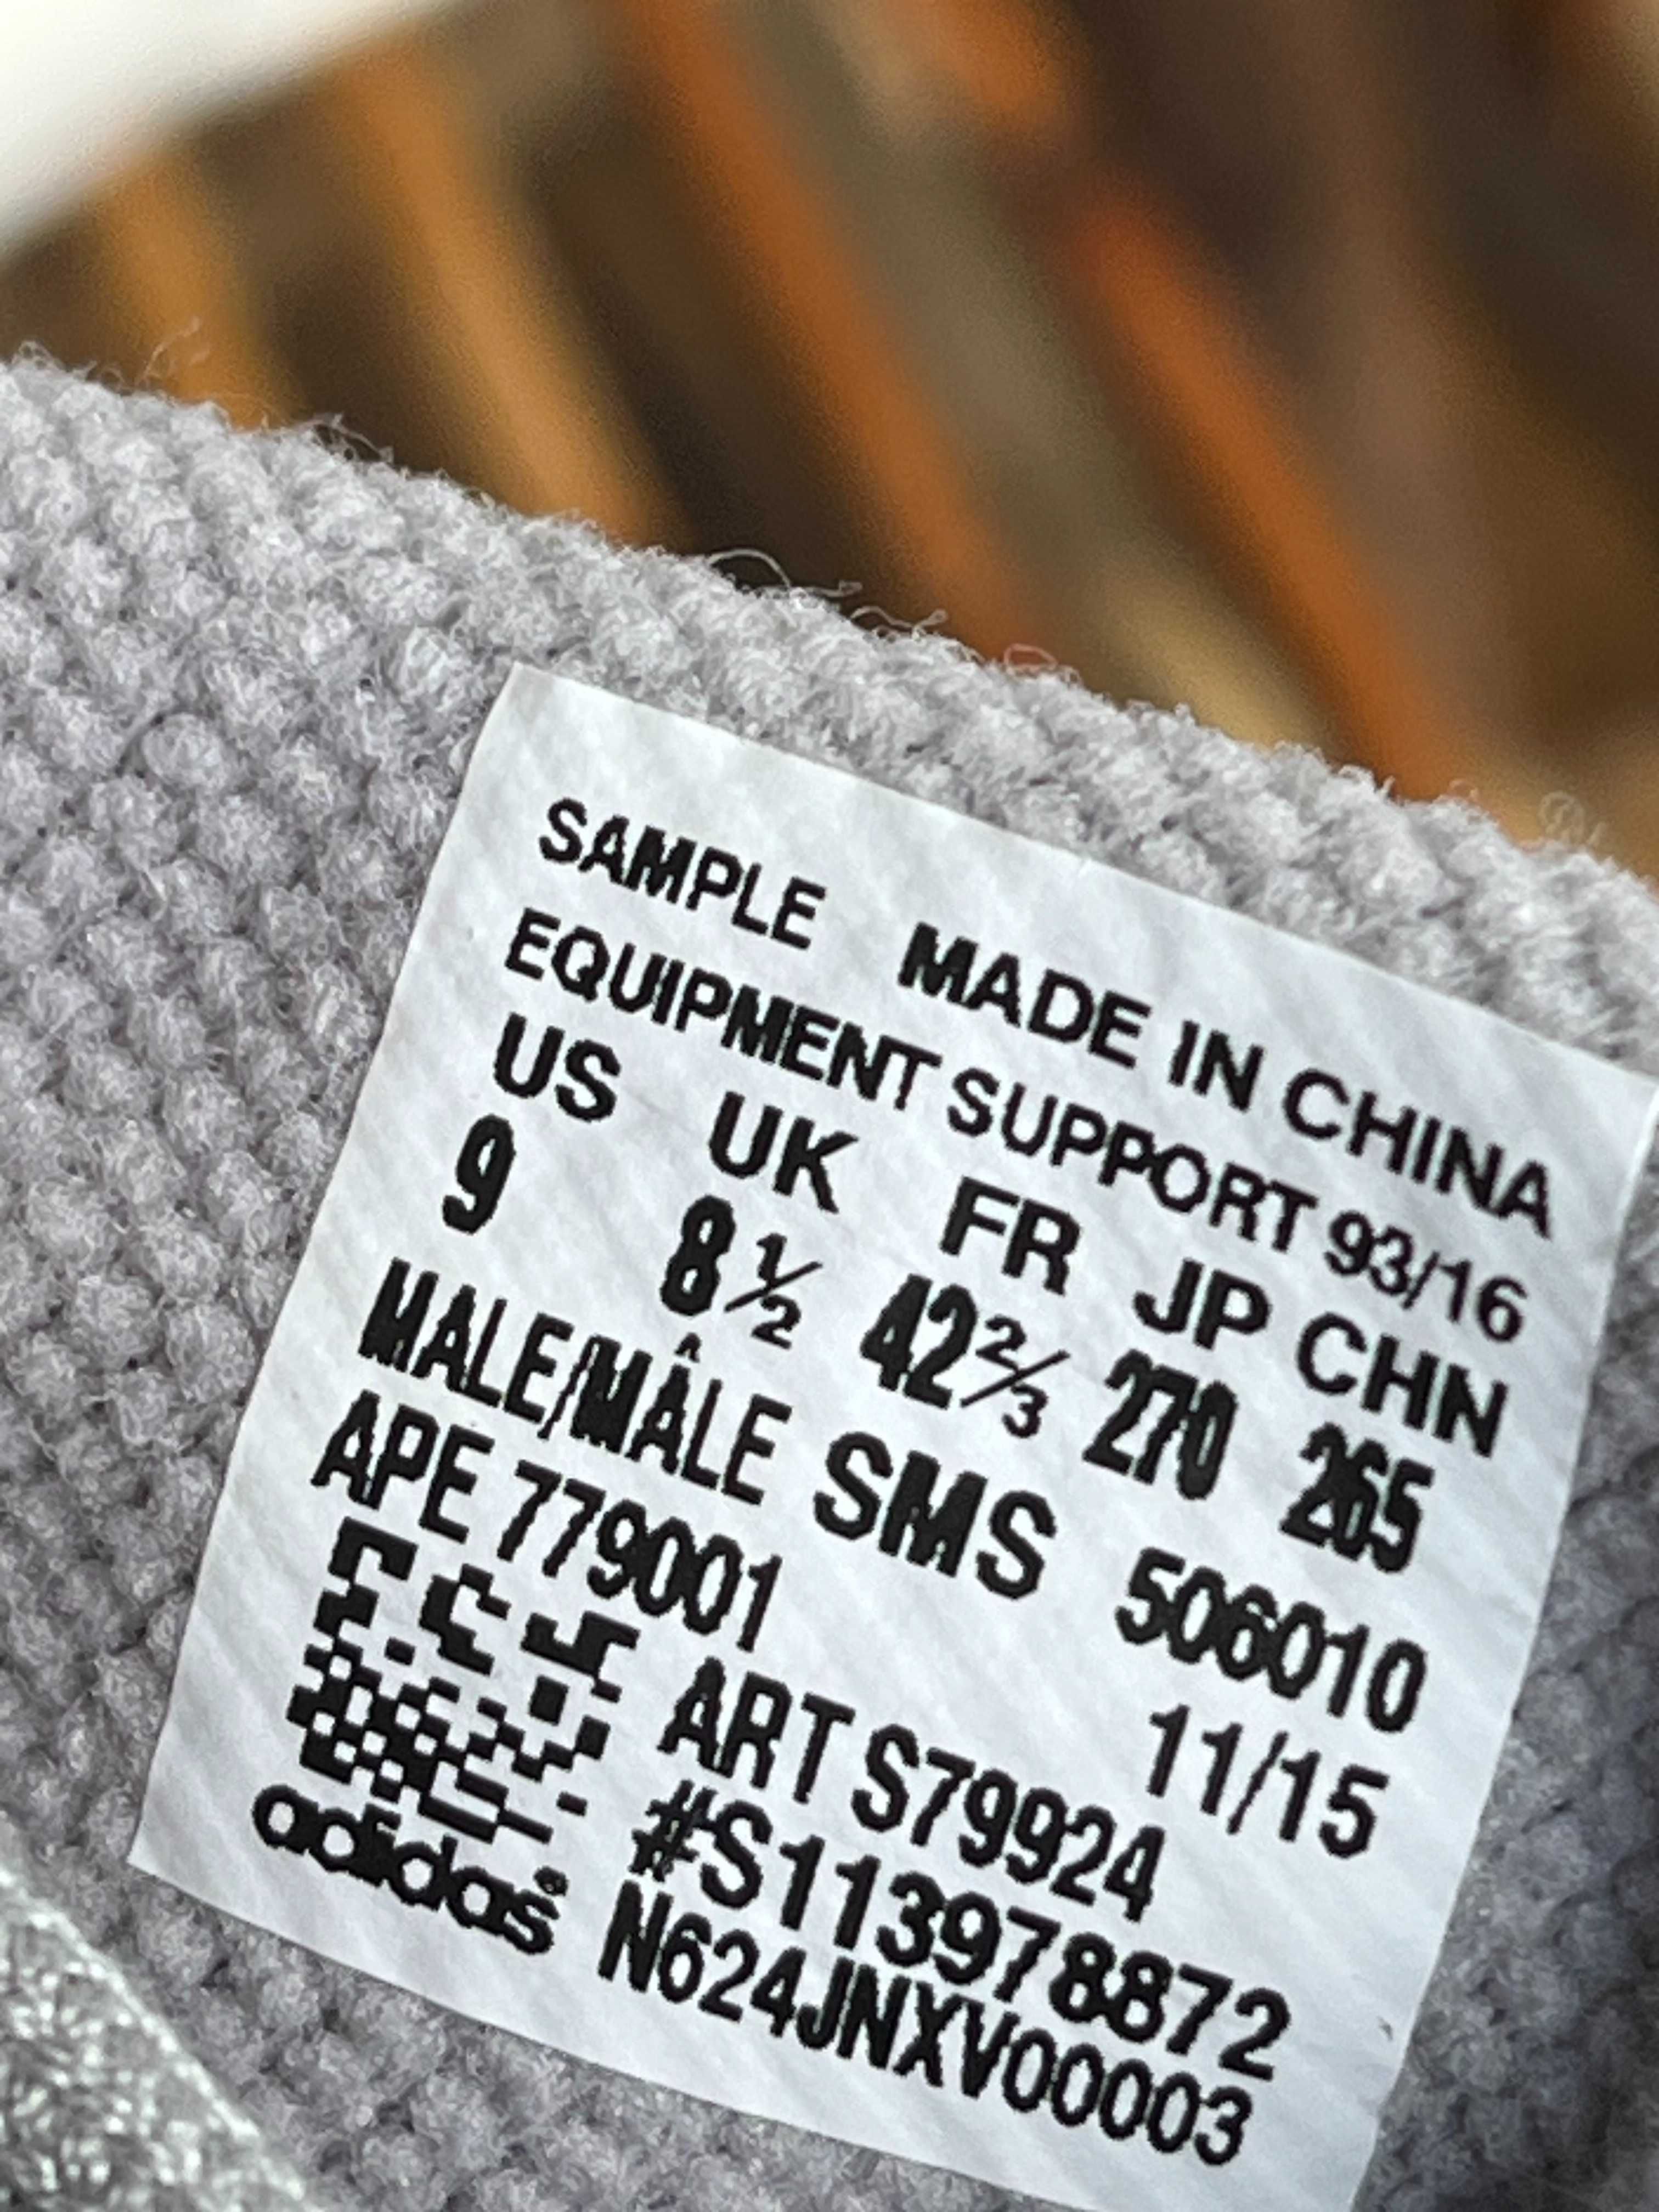 SAMPLE MADE IN CHINA
EQUIPMENT SUPPORT 93/16
US UK FR JP CHN
9 8½ 42⅔ 270 265
MALE/MÂLE SMS 506010
APE 779001 11/15
ART S79924
#S113978872
adidas N624JNXV00003